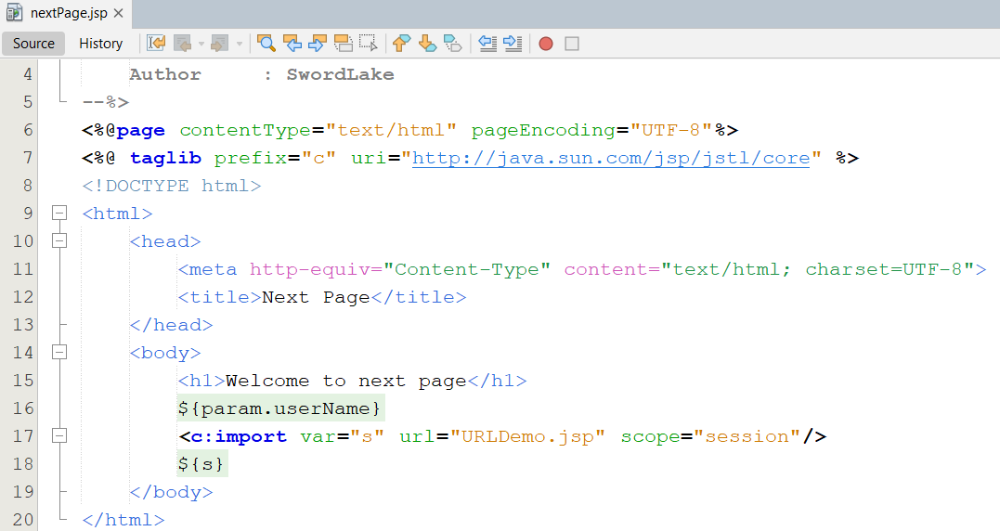 nextPage.jsp ×
Source History
4 Author : SwordLake
5 --%>
6 <%@page contentType="text/html" pageEncoding="UTF-8"%>
7 <%@ taglib prefix="c" uri="http://java.sun.com/jsp/jstl/core" %>
8 <!DOCTYPE html>
9 <html>
10 <head>
11 <meta http-equiv="Content-Type" content="text/html; charset=UTF-8">
12 <title>Next Page</title>
13 </head>
14 <body>
15 <h1>Welcome to next page</h1>
16 ${param.userName}
17 <c:import var="s" url="URLDemo.jsp" scope="session"/>
18 ${s}
19 </body>
20 </html>